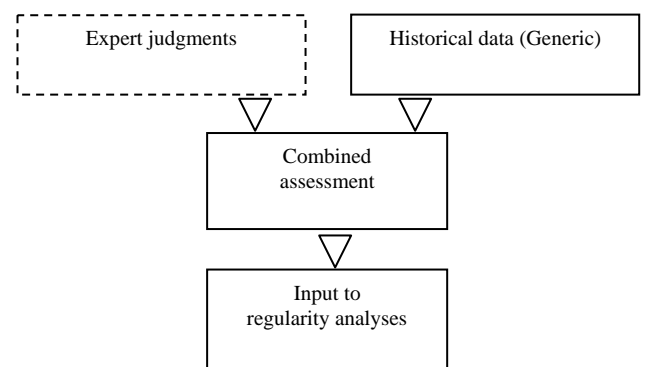 Expert judgments
Historical data (Generic)
Combined
assessment
Input to
regularity analyses